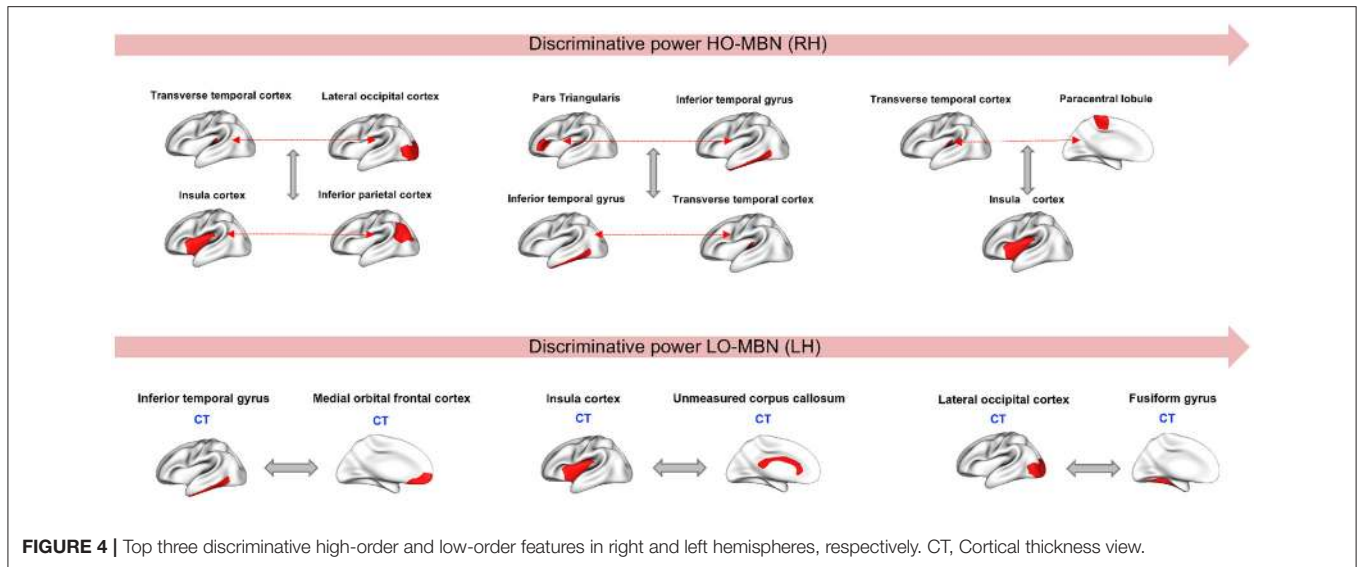 Discriminative power HO-MBN (RH)
Transverse temporal cortex Lateral occipital cortex Pars Triangularis Inferior temporal gyrus Transverse temporal cortex Paracentral lobule
Insula cortex Inferior parietal cortex Inferior temporal gyrus Transverse temporal cortex Insula cortex
Discriminative power LO-MBN (LH)
Inferior temporal gyrus Medial orbital frontal cortex Insula cortex Unmeasured corpus callosum Lateral occipital cortex Fusiform gyrus
CT CT CT CT CT CT
FIGURE 4 | Top three discriminative high-order and low-order features in right and left hemispheres, respectively. CT, Cortical thickness view.